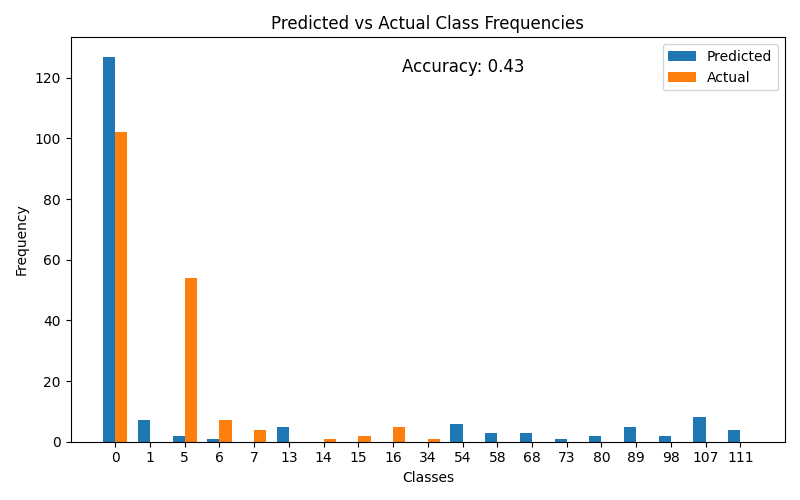 Predicted vs Actual Class Frequencies
Accuracy: 0.43
Predicted
Actual
Frequency
120
100
80
60
40
20
0
0 1 5 6 7 13 14 15 16 34 54 58 68 73 80 89 98 107 111
Classes